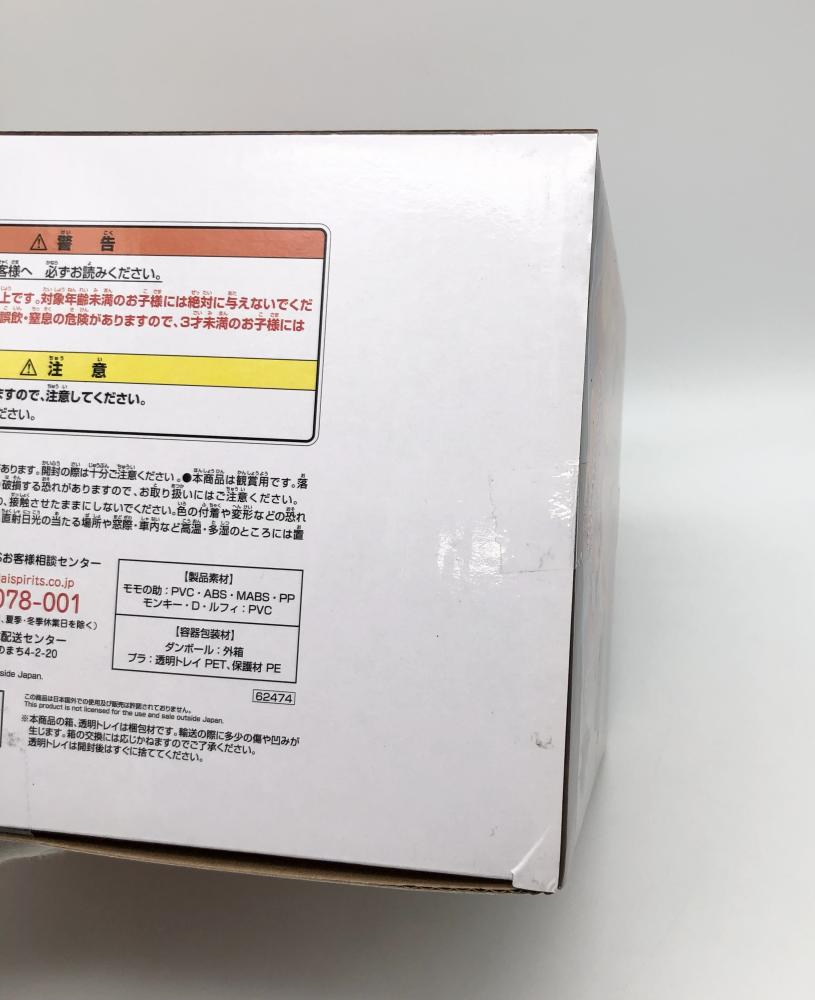 ⚠ 警 告
客様へ 必ずお読みください。
上です。対象年齢未満のお子様には絶対に与えないでくだ
誤飲・窒息の危険がありますので、3才未満のお子様には
⚠ 注 意
ますので、注意してください。
ださい。
があります。開封の際は十分ご注意ください。●本商品は観賞用です。落
破損する恐れがありますので、お取り扱いにはご注意ください。
り、接触させたままにしないでください。色の付着や変形などの恐れ
直射日光の当たる場所や窓際・車内など高温・多湿のところには置
お客様相談センター
aispirits.co.jp
078-001
、夏季・冬季休業日を除く)
配送センター
のまち4-2-20
side Japan.
【製品素材】
モモの助:PVC・ABS・MABS・PP
モンキー・D・ルフィ:PVC
【容器包装材】
ダンボール:外箱
プラ:透明トレイ PET、保護材 PE
62474
この商品は日本国外での使用及び販売は許諾されておりません。
This product is not licensed for the use and sale outside Japan.
※本商品の箱、透明トレイは梱包材です。輸送の際に多少の傷や凹みが
生じます。箱の交換には応じかねますのでご了承ください。
透明トレイは開封後はすぐに捨ててください。